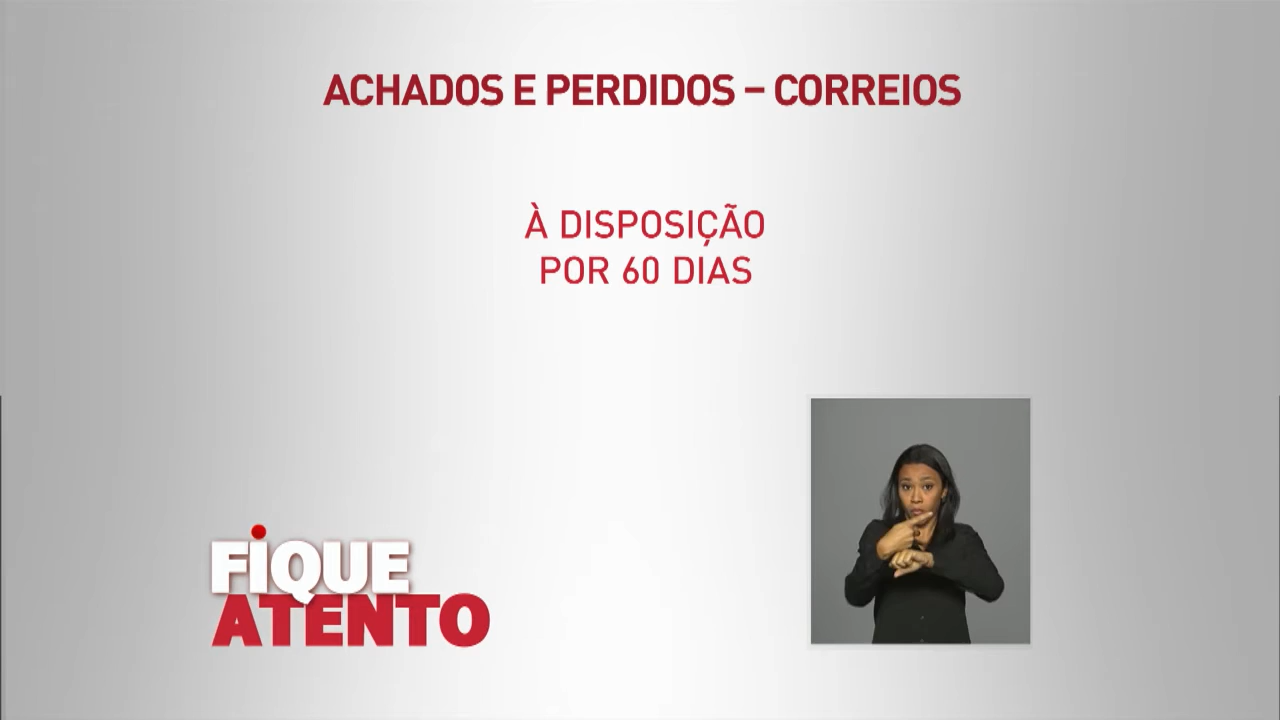 ACHADOS E PERDIDOS – CORREIOS
À DISPOSIÇÃO
POR 60 DIAS
FiQUE
ATENTO